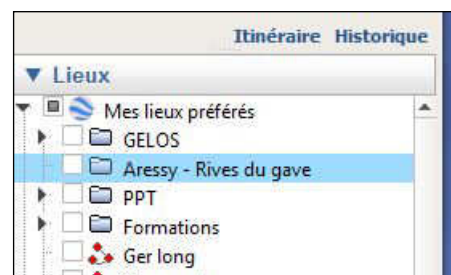 Itinéraire Historique
Lieux
Mes lieux préférés
GELOS
Aressy - Rives du gave
PPT
Formations
Ger long